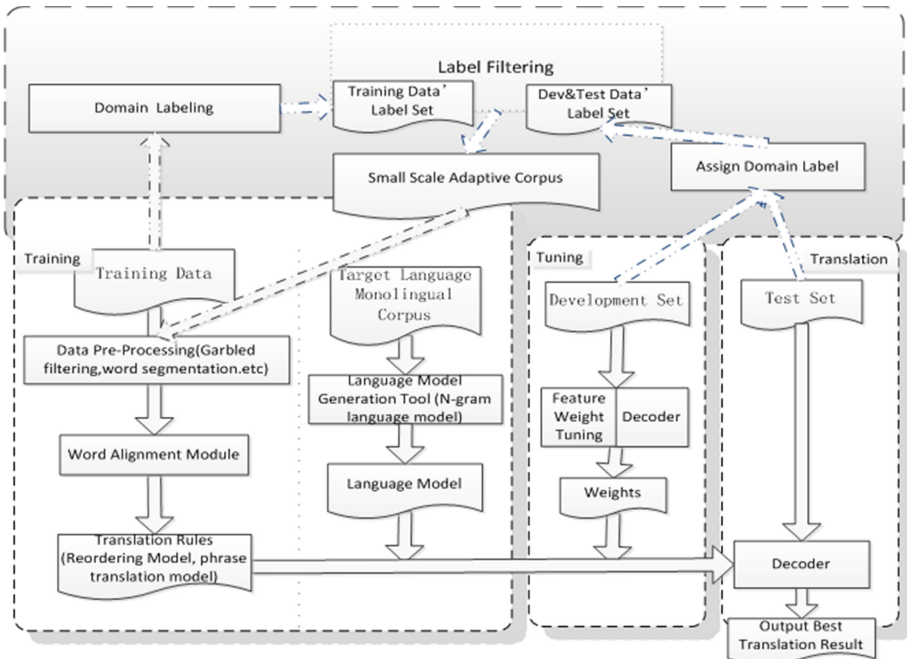 Label Filtering
Domain Labeling
Training Data’
Label Set
Dev&Test Data’
Label Set
Small Scale Adaptive Corpus
Assign Domain Label
Training
Training Data
Target Language
Monolingual
Corpus
Tuning
Development Set
Translation
Test Set
Data Pre-Processing(Garbled
filtering,word segmentation.etc)
Language Model
Generation Tool (N-gram
language model)
Feature
Weight
Tuning
Decoder
Word Alignment Module
Language Model
Weights
Translation Rules
(Reordering Model, phrase
translation model)
Decoder
Output Best
Translation Result